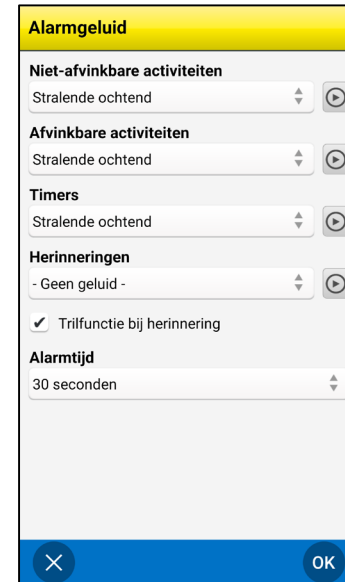 Alarmgeluid
Niet-afvinkbare activiteiten
Stralende ochtend
Afvinkbare activiteiten
Stralende ochtend
Timers
Stralende ochtend
Herinneringen
- Geen geluid -
Trilfunctie bij herinnering
Alarmtijd
30 seconden
OK